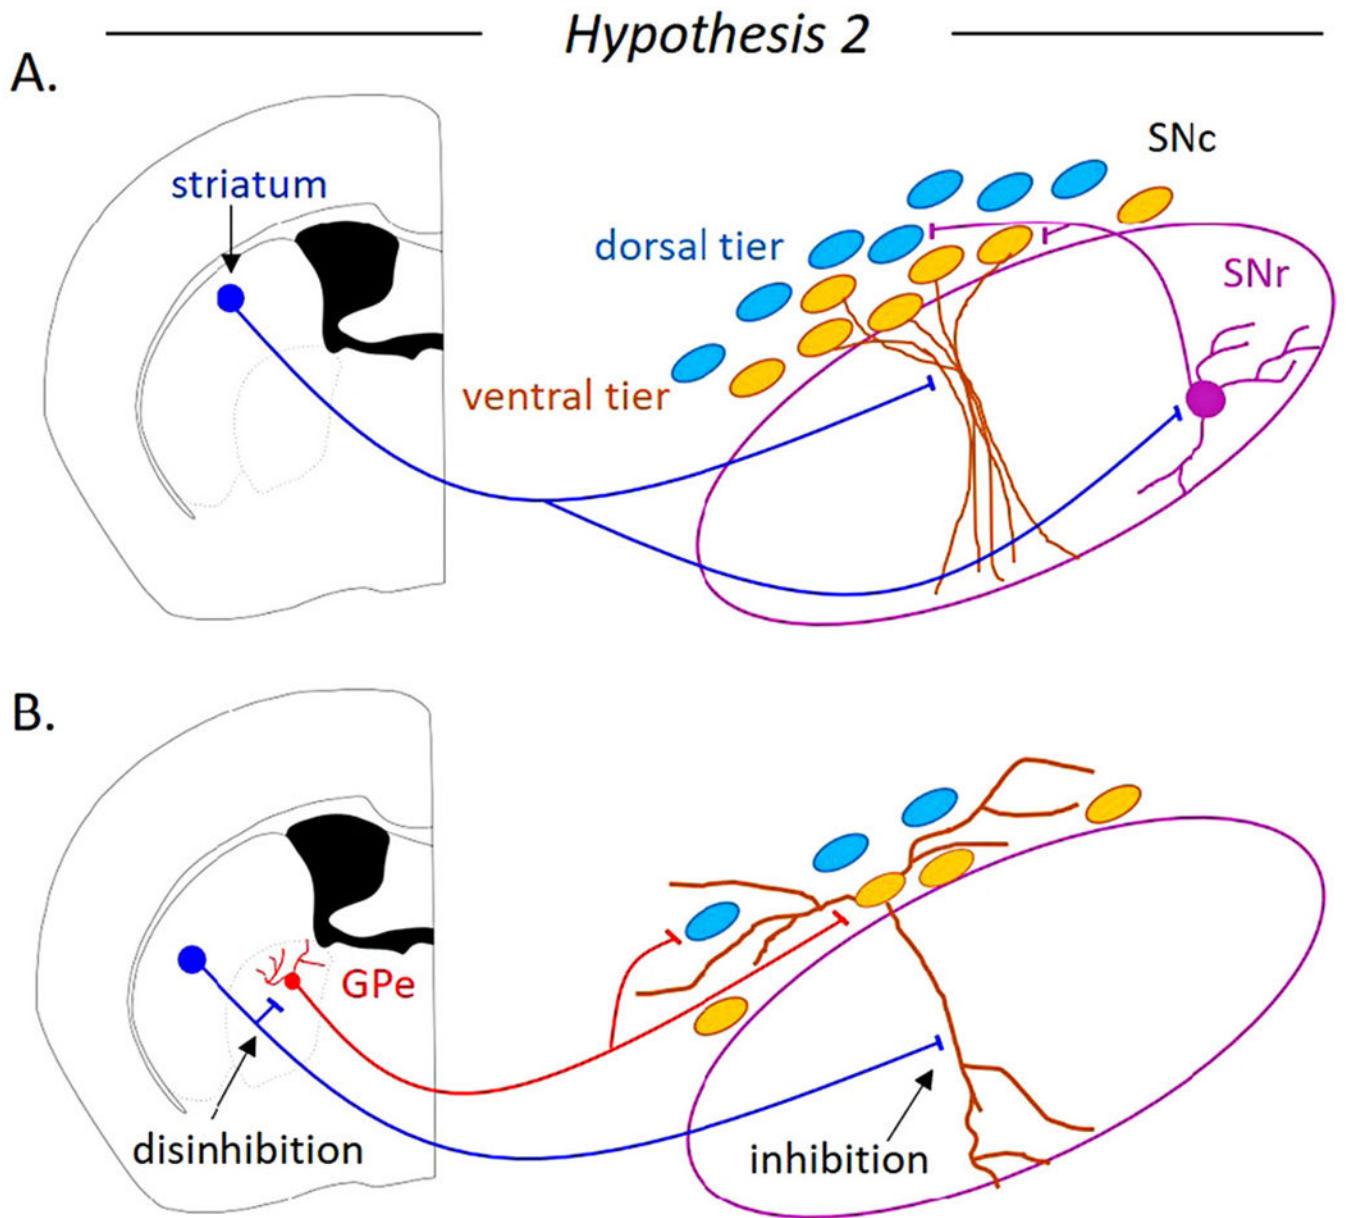 Hypothesis 2
A.
SNc
striatum
dorsal tier
SNr
ventral tier
B.
GPe
disinhibition
inhibition